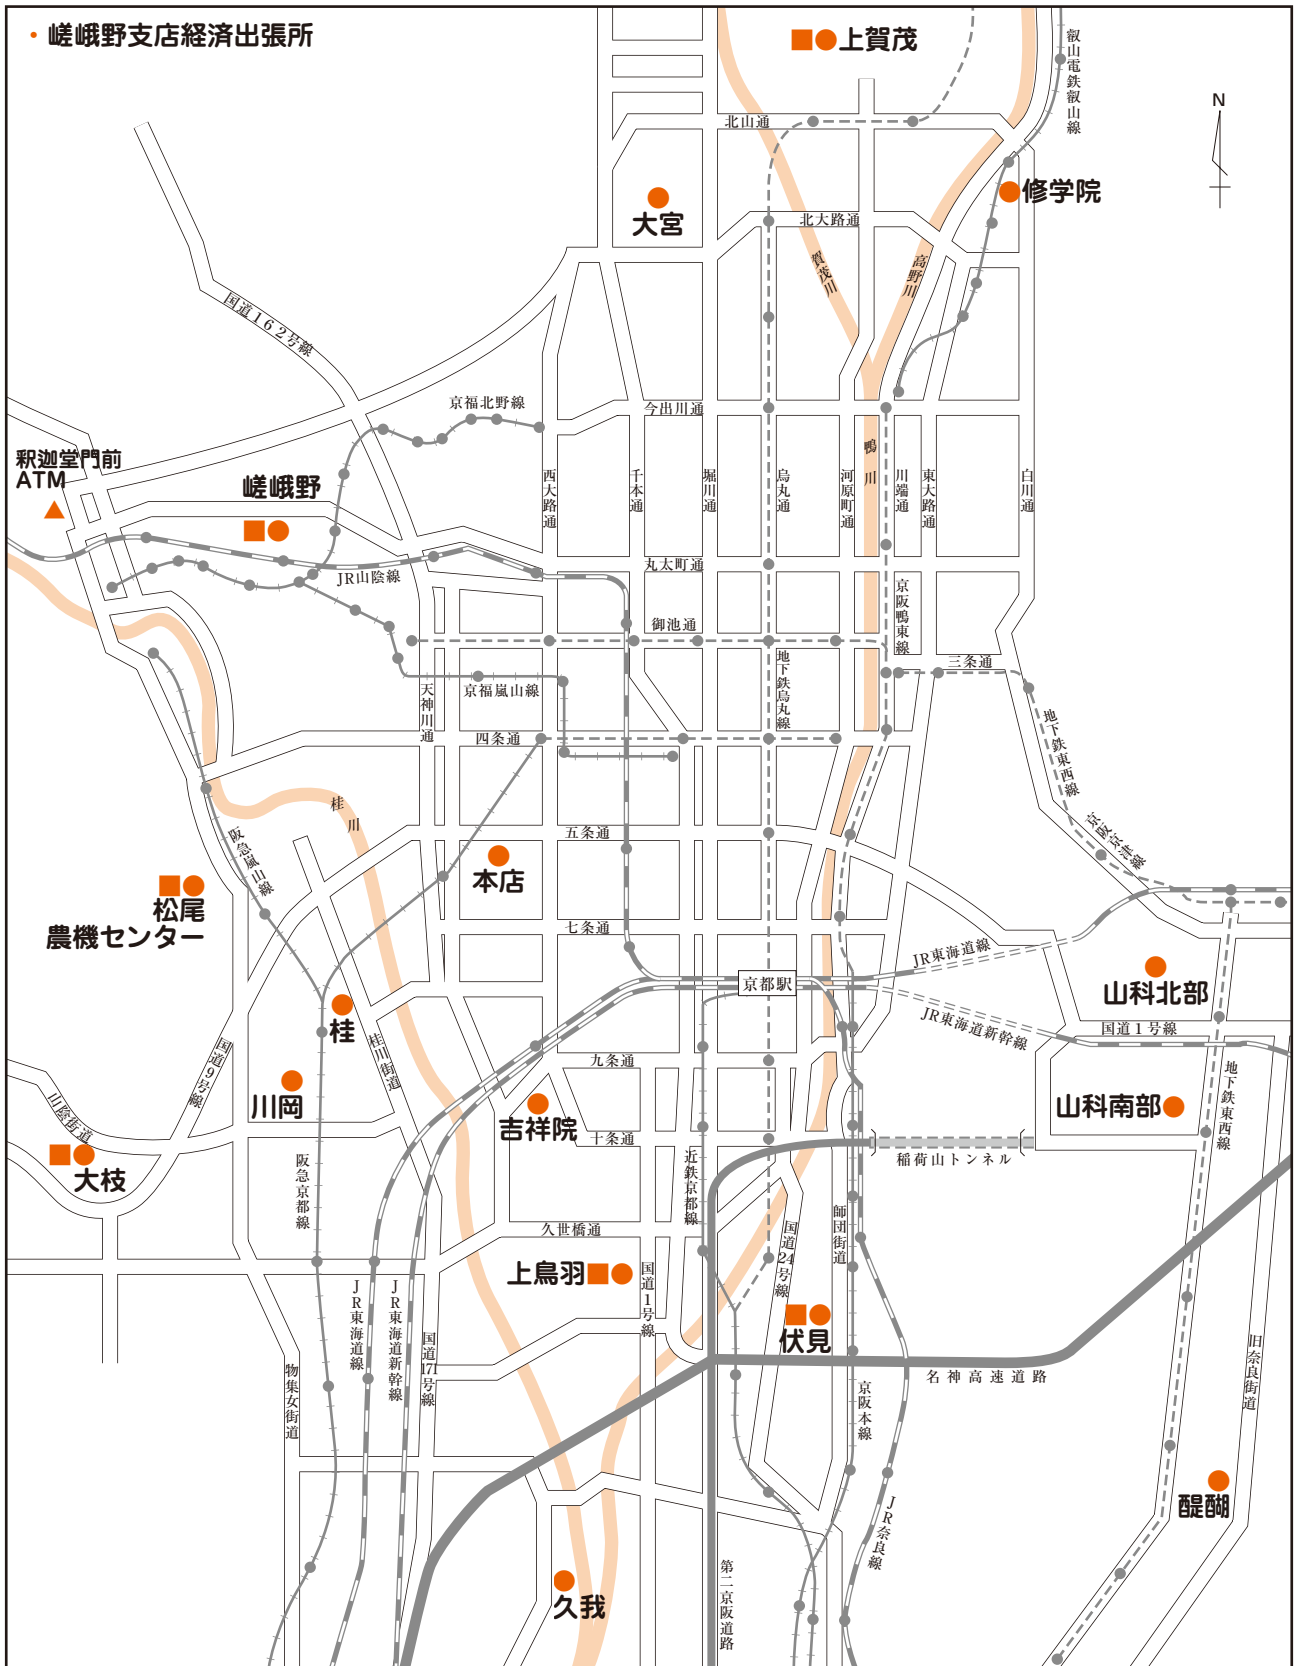 ・嵯峨野支店経済出張所
上賀茂
叡山電鉄叡山線
N
北山通
修学院
大宮
北大路通
賀茂川
高野川
国道162号線
京福北野線
今出川通
釈迦堂門前
ATM
嵯峨野
西大路通
千本通
堀川通
烏丸通
河原町通
鴨川
川端通
東大路通
白川通
丸太町通
JR山陰線
京阪鴨東線
御池通
地下鉄烏丸線
三条通
京福嵐山線
天神川通
四条通
地下鉄東西線
桂川
五条通
京阪京津線
阪急嵐山線
本店
松尾
農機センター
七条通
JR東海道線
京都駅
山科北部
桂
桂川街道
JR東海道新幹線
国道1号線
国道9号線
九条通
川岡
山陰街道
地下鉄東西線
山科南部
吉祥院
十条通
稲荷山トンネル
大枝
阪急京都線
近鉄京都線
久世橋通
国道24号線
師団街道
上鳥羽
国道1号線
JR東海道線
JR東海道新幹線
国道171号線
伏見
旧奈良街道
物集女街道
名神高速道路
京阪本線
醍醐
JR奈良線
久我
第二京阪道路